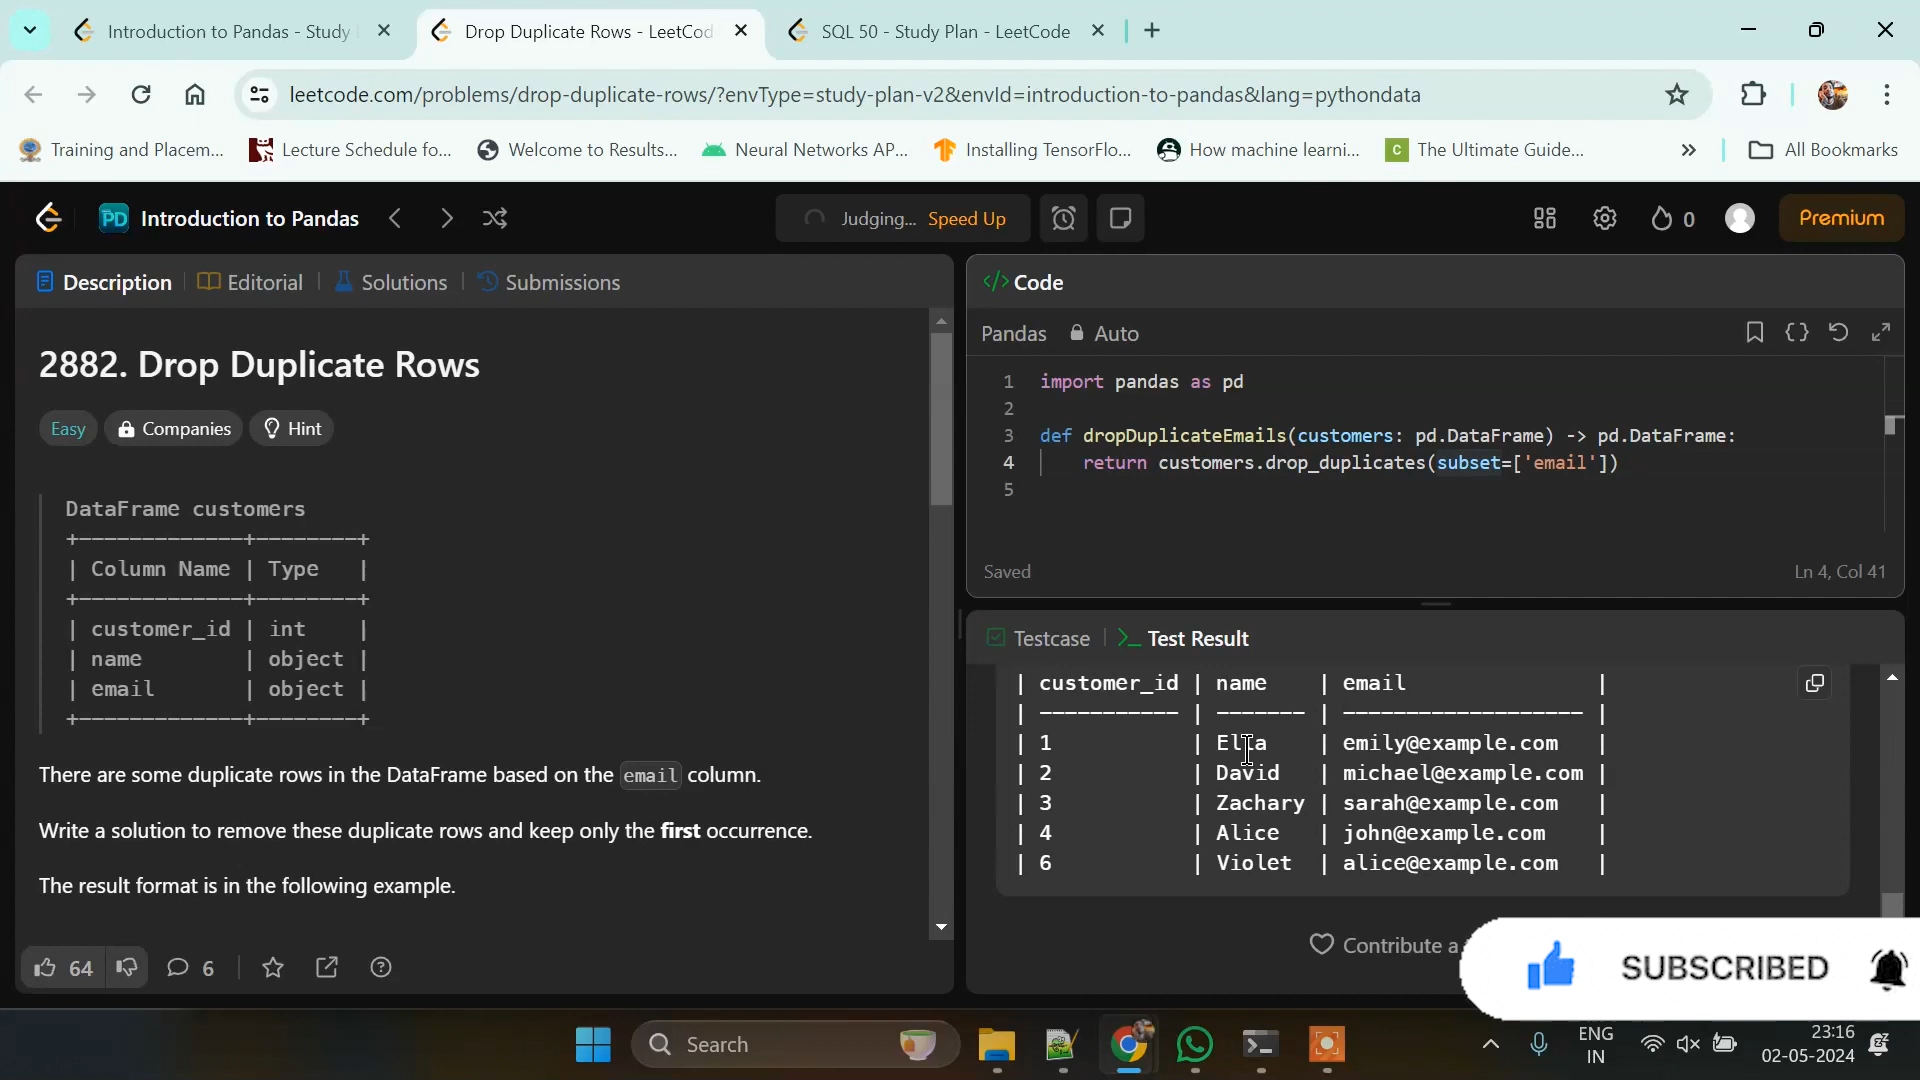 Introduction to Pandas - Study
Drop Duplicate Rows - LeetCod
SQL 50 - Study Plan - LeetCode
leetcode.com/problems/drop-duplicate-rows/?envType=study-plan-v2&envId=introduction-to-pandas&lang=pythondata
Training and Placem...
Lecture Schedule fo...
Welcome to Results...
Neural Networks AP...
Installing TensorFlo...
How machine learni...
C The Ultimate Guide...
»
All Bookmarks
PD Introduction to Pandas
Judging... Speed Up
0
Premium
Description
Editorial
Solutions
Submissions
2882. Drop Duplicate Rows
Easy
Companies
Hint
DataFrame customers
+-------------+--------+
| Column Name | Type   |
+-------------+--------+
| customer_id | int    |
| name        | object |
| email       | object |
+-------------+--------+
There are some duplicate rows in the DataFrame based on the email column.
Write a solution to remove these duplicate rows and keep only the first occurrence.
The result format is in the following example.
64
6
</> Code
Pandas
Auto
1 import pandas as pd
2
3 def dropDuplicateEmails(customers: pd.DataFrame) -> pd.DataFrame:
4     return customers.drop_duplicates(subset=['email'])
5
Saved
Ln 4, Col 41
Testcase
>_ Test Result
| customer_id | name    | email               |
| ----------- | ------- | ------------------- |
| 1           | Ella    | emily@example.com   |
| 2           | David   | michael@example.com |
| 3           | Zachary | sarah@example.com   |
| 4           | Alice   | john@example.com    |
| 6           | Violet  | alice@example.com   |
Contribute a
SUBSCRIBED
Search
ENG
IN
23:16
02-05-2024